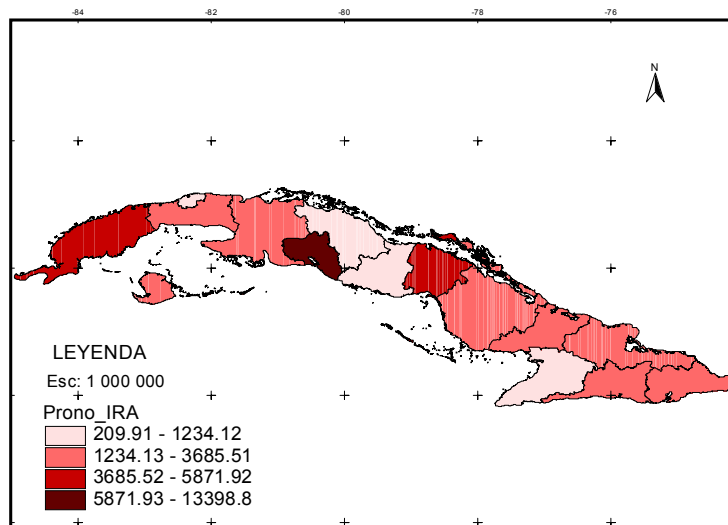 -84 -82 -80 -78 -76
N
LEYENDA
Esc: 1 000 000
Prono_IRA
209.91 - 1234.12
1234.13 - 3685.51
3685.52 - 5871.92
5871.93 - 13398.8